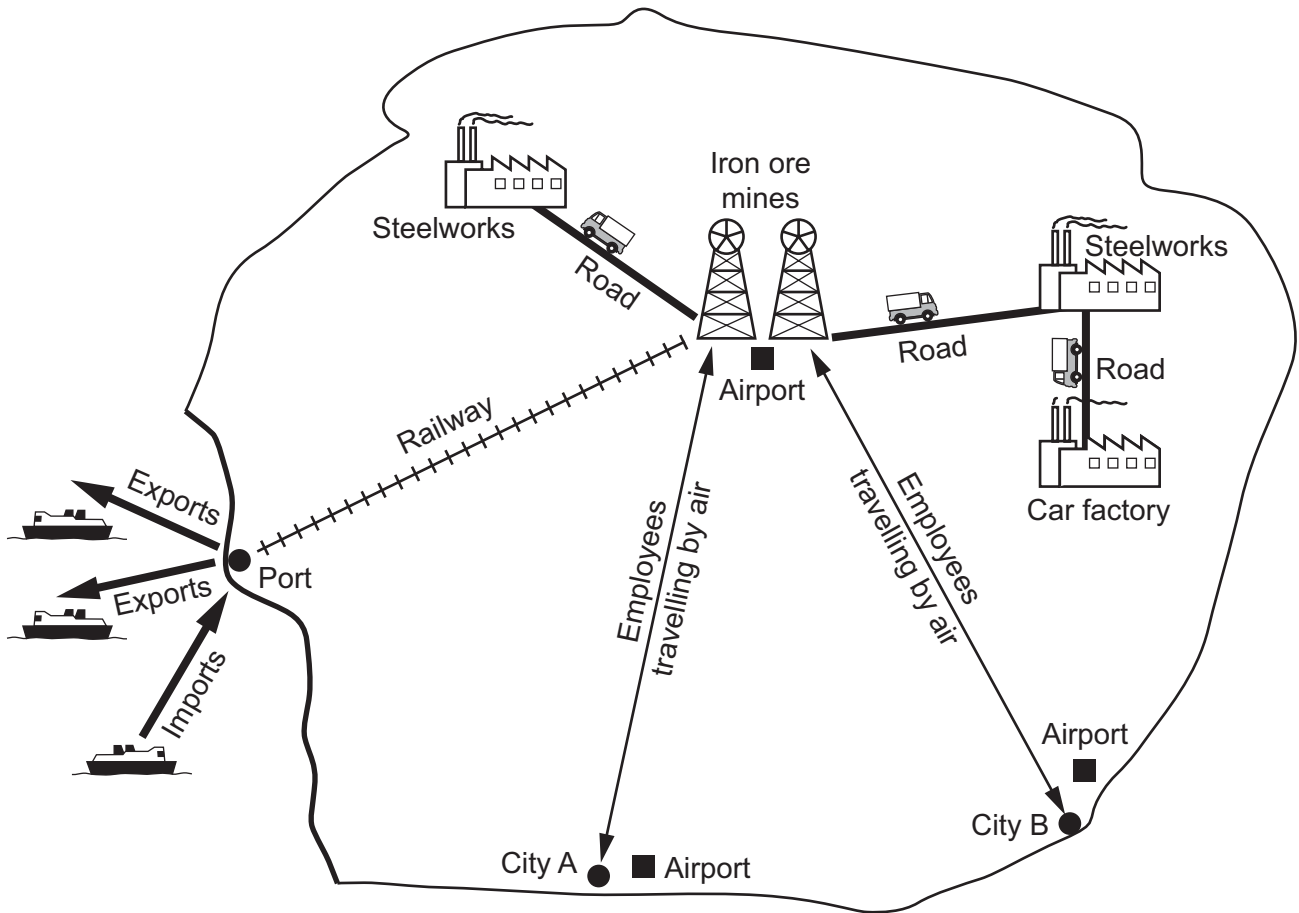 Iron ore
mines
Steelworks
Steelworks
Road
Road
Road
Airport
Railway
Car factory
Exports
Exports
Port
Imports
Employees
travelling by air
Employees
travelling by air
Airport
City B
City A
Airport